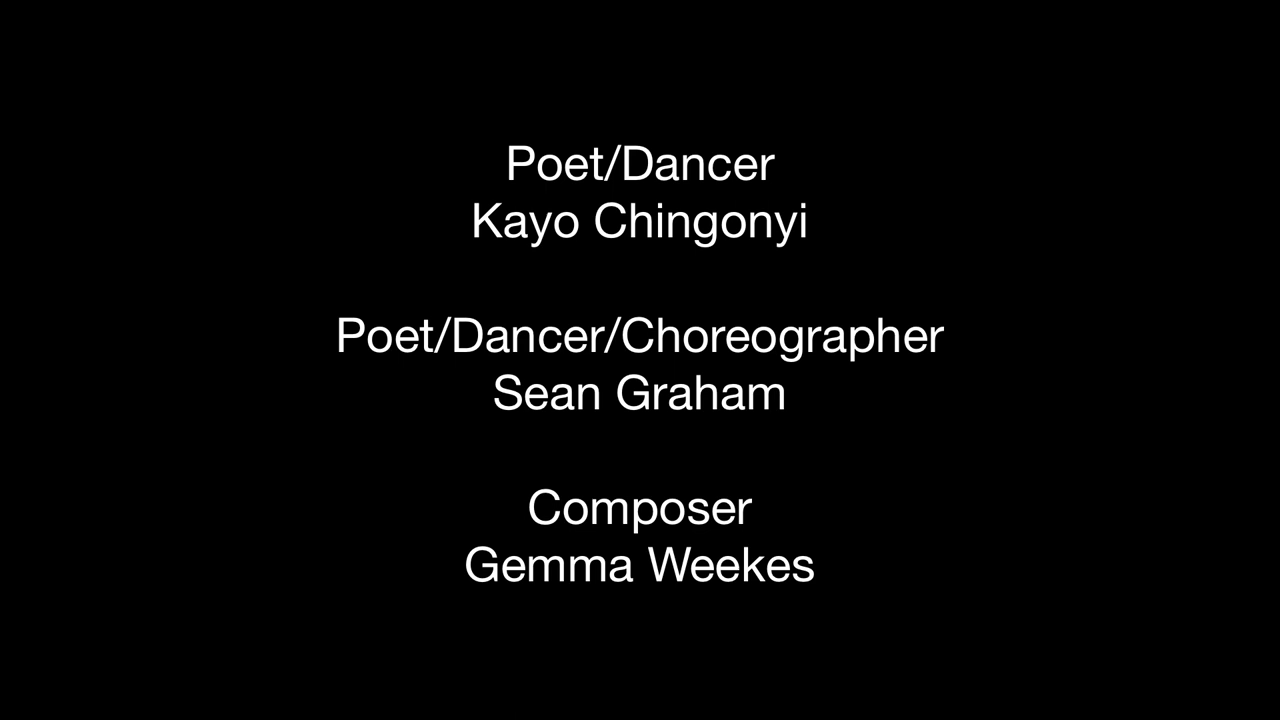 Poet/Dancer
Kayo Chingonyi
Poet/Dancer/Choreographer
Sean Graham
Composer
Gemma Weekes